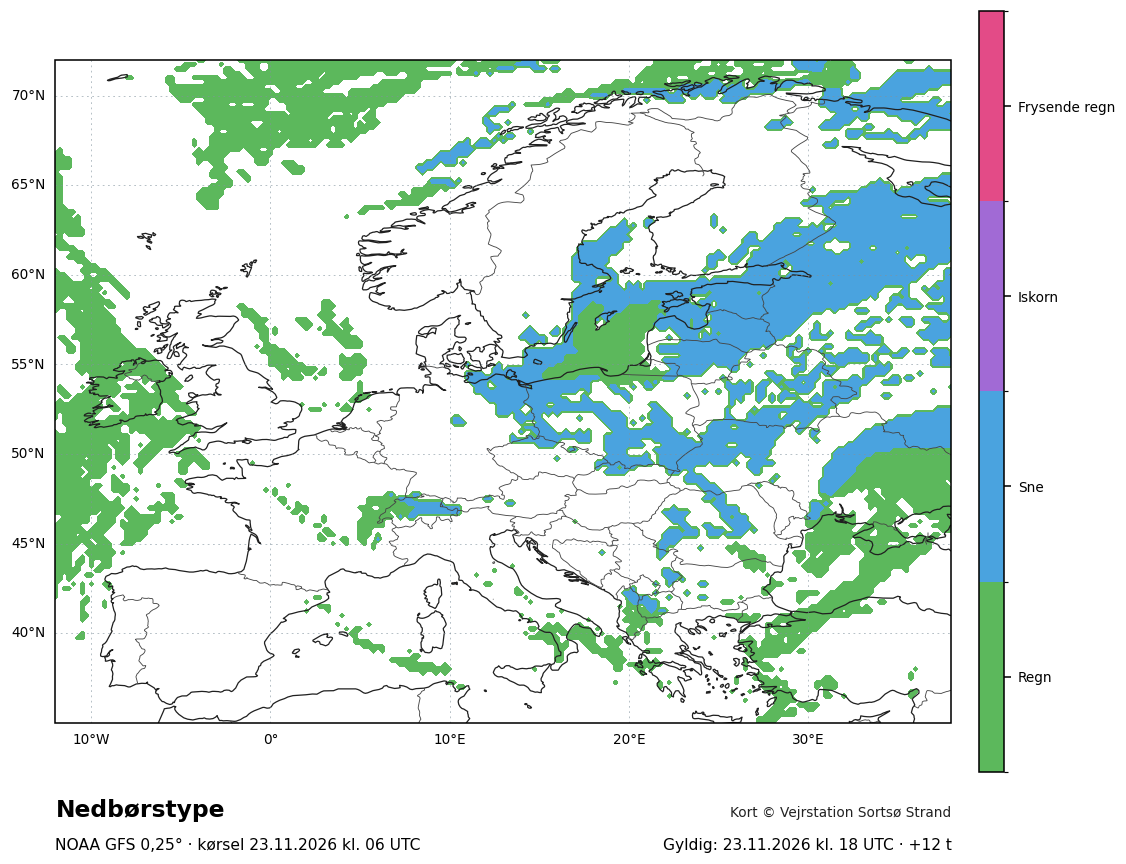 Frysende regn
Iskorn
Sne
Regn
70°N
65°N
60°N
55°N
50°N
45°N
40°N
10°W
0°
10°E
20°E
30°E
Nedbørstype
Kort © Vejrstation Sortsø Strand
NOAA GFS 0,25° · kørsel 23.11.2026 kl. 06 UTC
Gyldig: 23.11.2026 kl. 18 UTC · +12 t